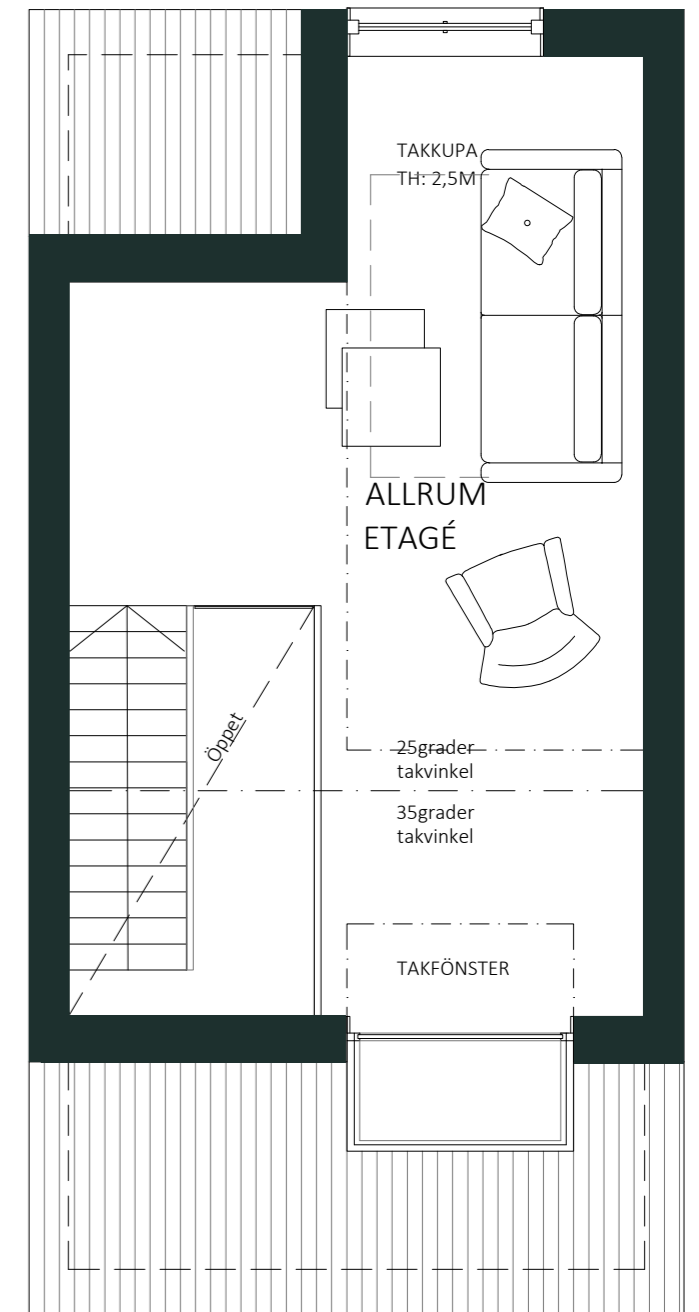 TAKKUPA
TH: 2,5M
ALLRUM
ETAGÉ
Öppet
25grader
takvinkel
35grader
takvinkel
TAKFÖNSTER